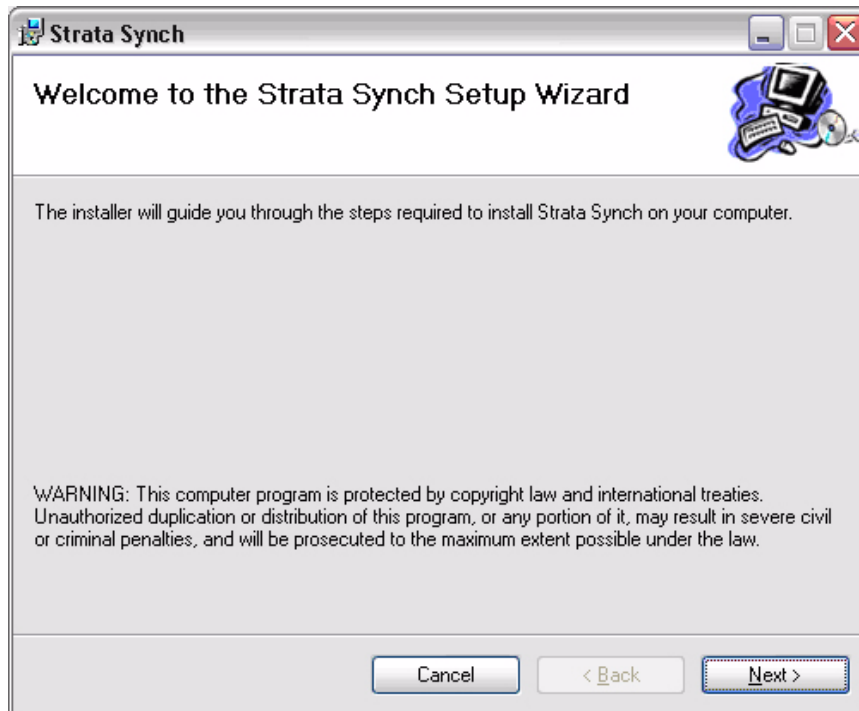 Strata Synch
Welcome to the Strata Synch Setup Wizard
The installer will guide you through the steps required to install Strata Synch on your computer.
WARNING: This computer program is protected by copyright law and international treaties.
Unauthorized duplication or distribution of this program, or any portion of it, may result in severe civil
or criminal penalties, and will be prosecuted to the maximum extent possible under the law.
Cancel < Back Next >